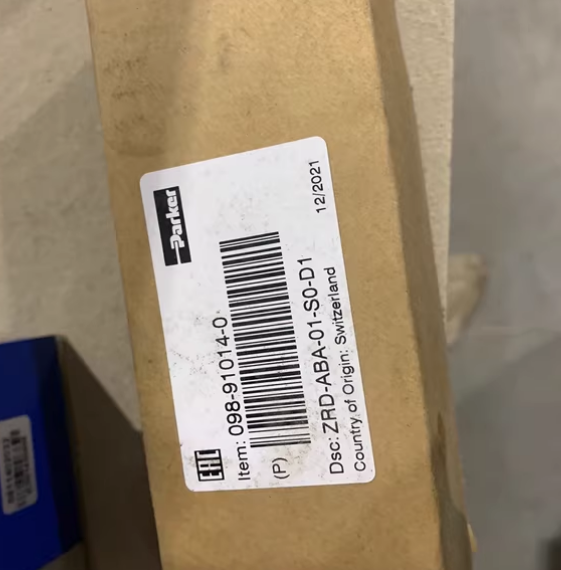 Parker
12/2021
EAC
Item: 098-91014-0
(P)
Dsc: ZRD-ABA-01-S0-D1
Country of Origin: Switzerland